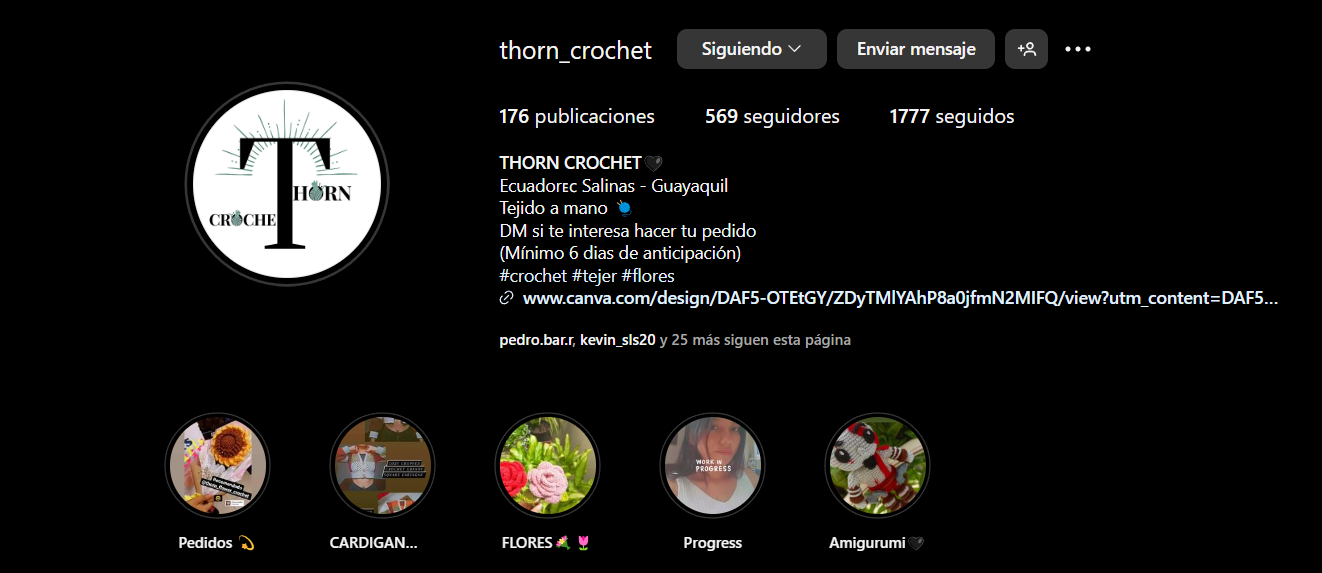 thorn_crochet Siguiendo Enviar mensaje
176 publicaciones 569 seguidores 1777 seguidos
THORN
CROCHE
T
THORN CROCHET🖤
Ecuadorᴇᴄ Salinas - Guayaquil
Tejido a mano 🧶
DM si te interesa hacer tu pedido
(Mínimo 6 dias de anticipación)
#crochet #tejer #flores
www.canva.com/design/DAF5-OTEtGY/ZDyTMlYAhP8a0jfmN2MIFQ/view?utm_content=DAF5...
pedro.bar.r, kevin_sls20 y 25 más siguen esta página
WORK IN
PROGRESS
Pedidos 💫 CARDIGAN... FLORES💐🌷 Progress Amigurumi🖤